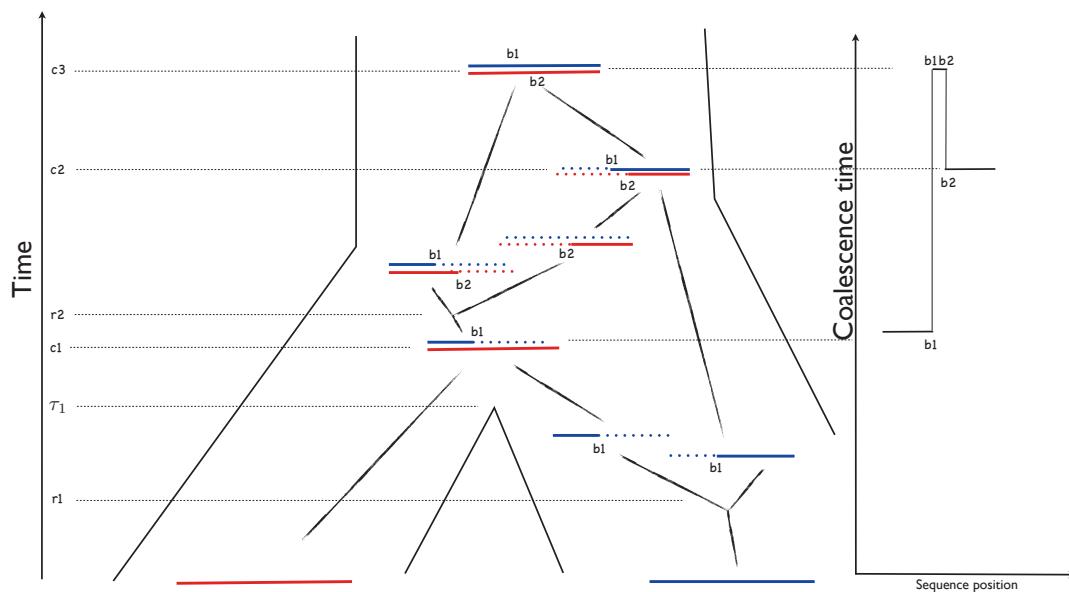 Time
c3
c2
r2
c1
τ1
r1
b1
b2
b1
b2
b1
b2
b2
b1
b1
b1
Coalescence time
b1b2
b2
b1
Sequence position